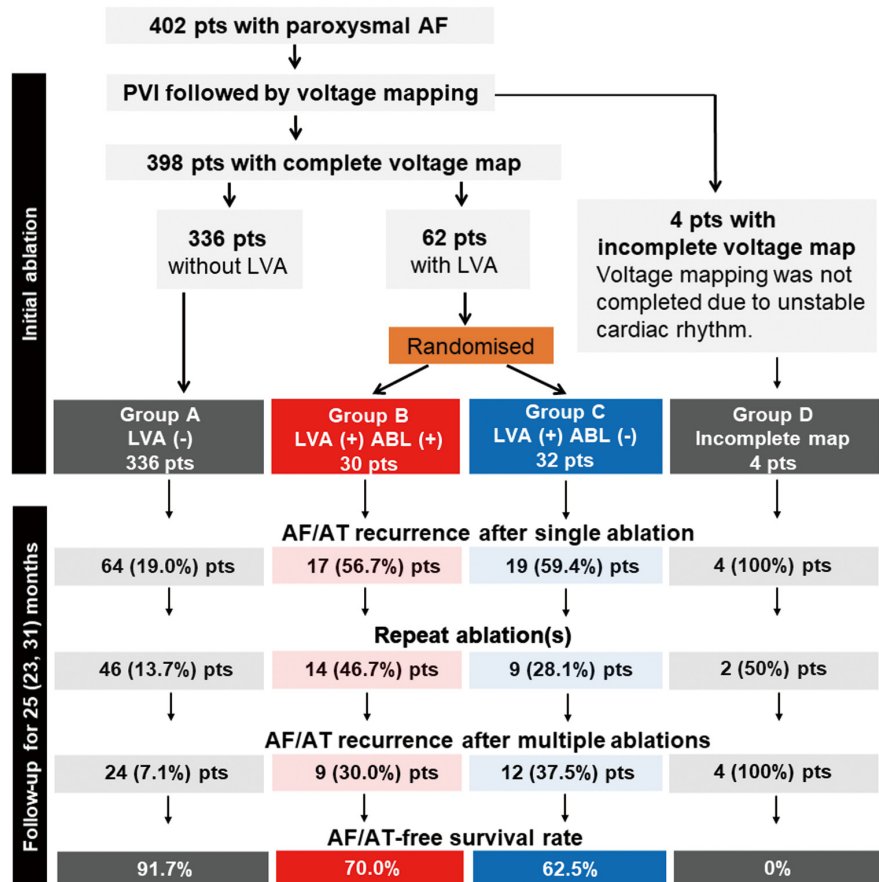 402 pts with paroxysmal AF
PVI followed by voltage mapping
398 pts with complete voltage map
336 pts
without LVA
62 pts
with LVA
4 pts with
incomplete voltage map
Voltage mapping was not
completed due to unstable
cardiac rhythm.
Randomised
Initial ablation
Group A
LVA (-)
336 pts
Group B
LVA (+) ABL (+)
30 pts
Group C
LVA (+) ABL (-)
32 pts
Group D
Incomplete map
4 pts
Follow-up for 25 (23, 31) months
AF/AT recurrence after single ablation
64 (19.0%) pts
17 (56.7%) pts
19 (59.4%) pts
4 (100%) pts
Repeat ablation(s)
46 (13.7%) pts
14 (46.7%) pts
9 (28.1%) pts
2 (50%) pts
AF/AT recurrence after multiple ablations
24 (7.1%) pts
9 (30.0%) pts
12 (37.5%) pts
4 (100%) pts
AF/AT-free survival rate
91.7%
70.0%
62.5%
0%